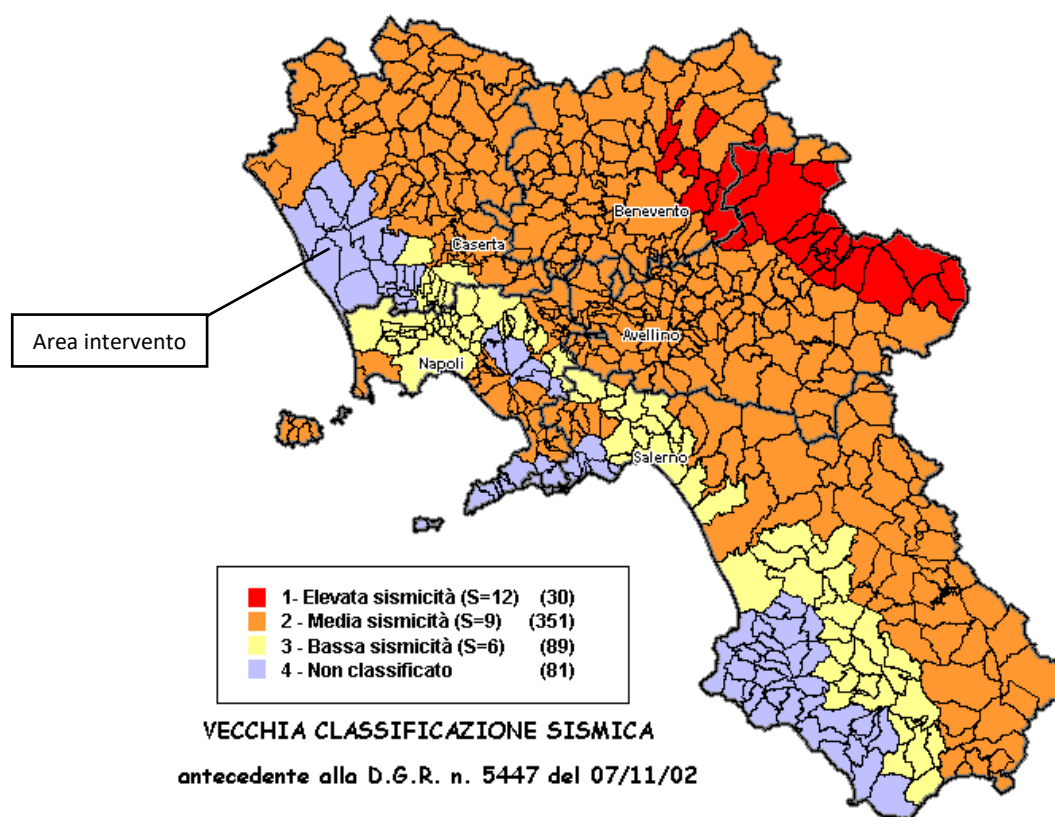 Benevento
Caserta
Area intervento
Avellino
Napoli
Salerno
1- Elevata sismicità (S=12) (30)
2 - Media sismicità (S=9) (351)
3 - Bassa sismicità (S=6) (89)
4 - Non classificato (81)
VECCHIA CLASSIFICAZIONE SISMICA
antecedente alla D.G.R. n. 5447 del 07/11/02